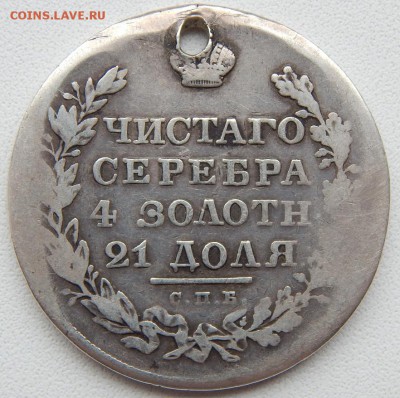 COINS.LAVE.RU
ЧИСТАГО
СЕРЕБРА
4 ЗОЛОТН
21 ДОЛЯ
С.П.Б.